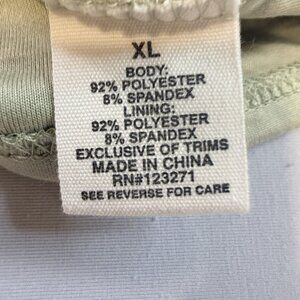 XL
BODY:
92% POLYESTER
8% SPANDEX
LINING:
92% POLYESTER
8% SPANDEX
EXCLUSIVE OF TRIMS
MADE IN CHINA
RN#123271
SEE REVERSE FOR CARE